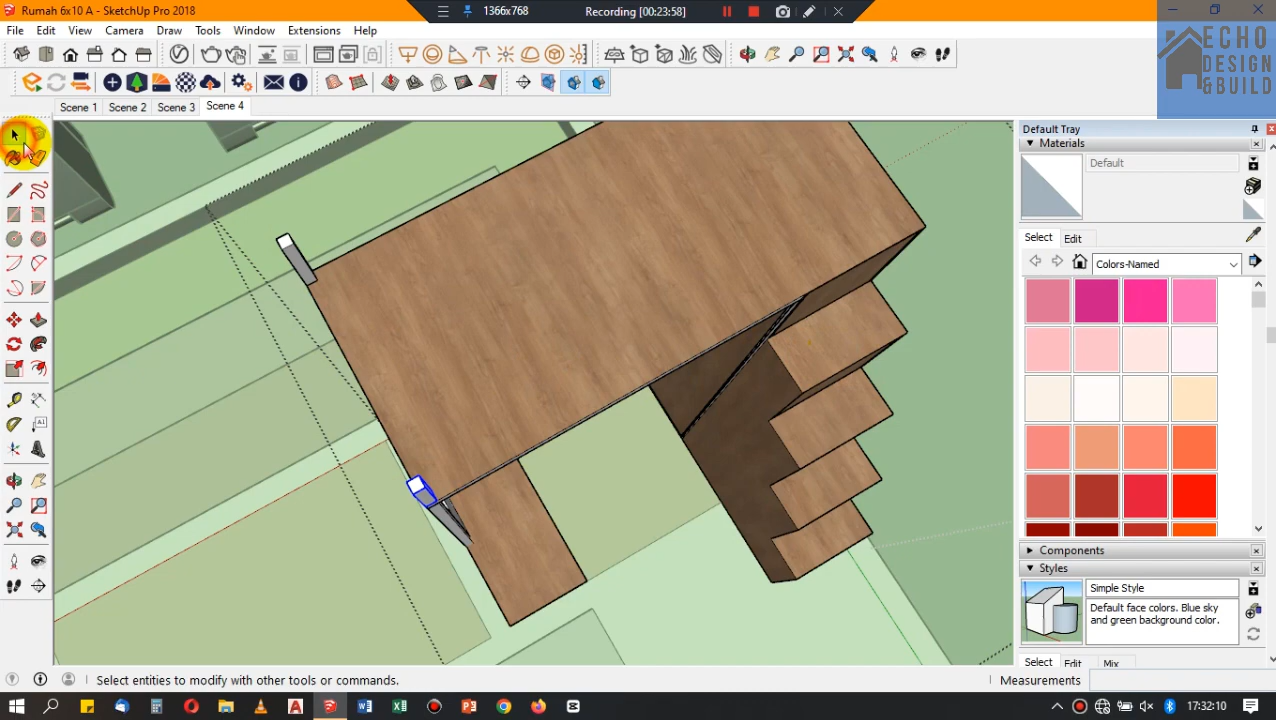 Rumah 6x10 A - SketchUp Pro 2018
1366x768
Recording [00:23:58]
ECHO
DESIGN
&BUILD
File Edit View Camera Draw Tools Window Extensions Help
Scene 1 Scene 2 Scene 3 Scene 4
Default Tray
Materials
Default
Select Edit
Colors-Named
Components
Styles
Simple Style
Default face colors. Blue sky
and green background color.
Select Edit Mix
Select entities to modify with other tools or commands.
Measurements
17:32:10